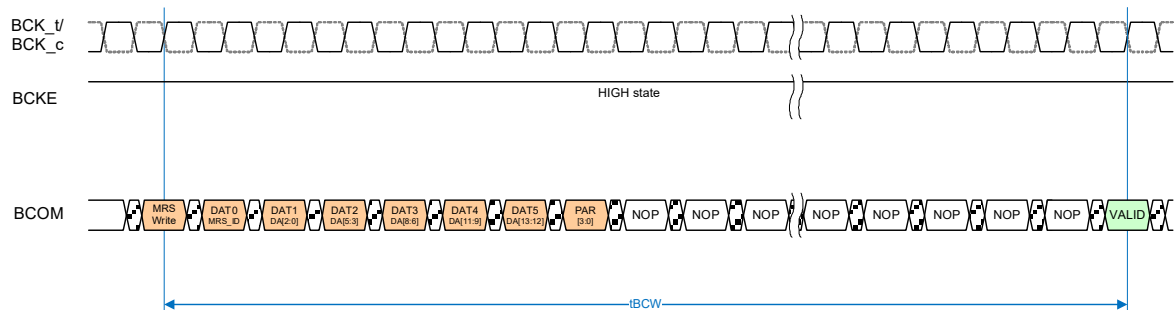 BCK_t/
BCK_c
BCKE
HIGH state
BCOM
MRS Write
DAT0 MRS_ID
DAT1 DA[2:0]
DAT2 DA[5:3]
DAT3 DA[8:6]
DAT4 DA[11:9]
DAT5 DA[13:12]
PAR [3:0]
NOP
NOP
NOP
NOP
NOP
NOP
NOP
NOP
VALID
tBCW